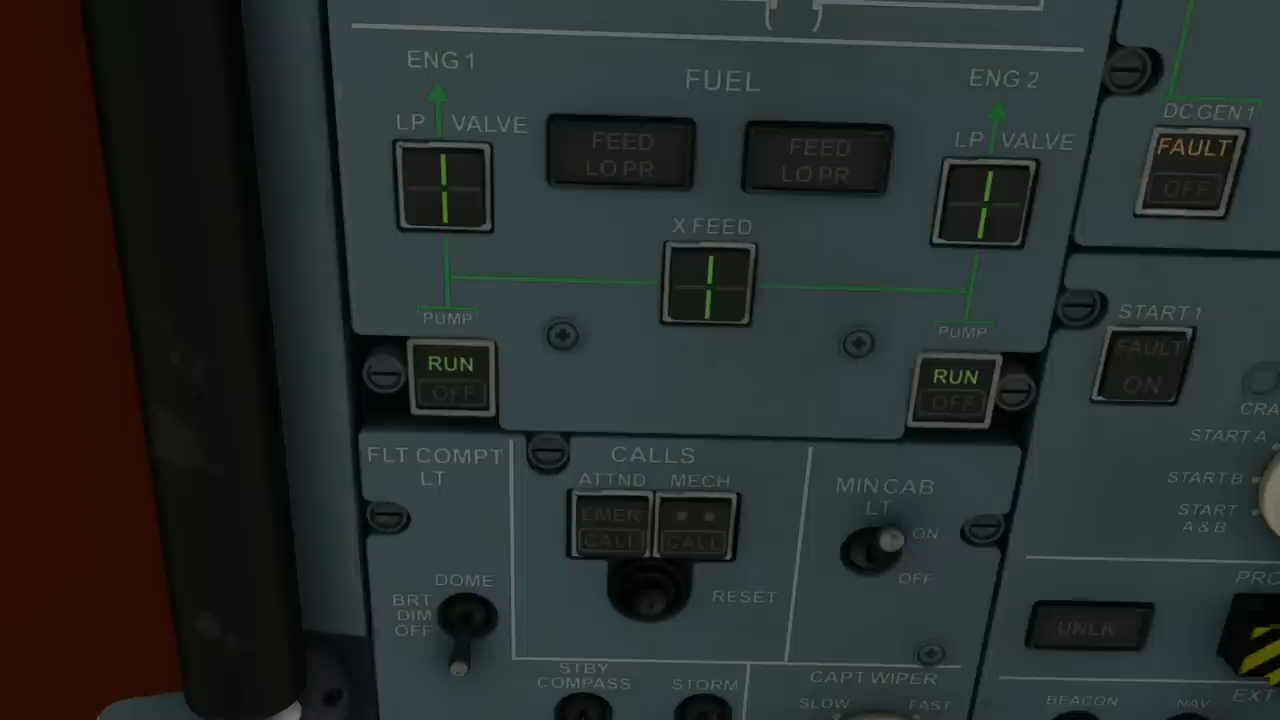 ENG 1
FUEL
ENG 2
LP VALVE
FEED
LO PR
FEED
LO PR
LP VALVE
DC GEN 1
FAULT
OFF
X FEED
PUMP
PUMP
START 1
FAULT
ON
RUN
OFF
RUN
OFF
CRA
START A
START B
START
A & B
FLT COMPT
LT
CALLS
ATTND
MECH
EMER
CALL
CALL
RESET
MIN CAB
LT
ON
OFF
DOME
BRT
DIM
OFF
UNLK
PRO
STBY
COMPASS
STORM
CAPT WIPER
SLOW
FAST
BEACON
NAV
EXT